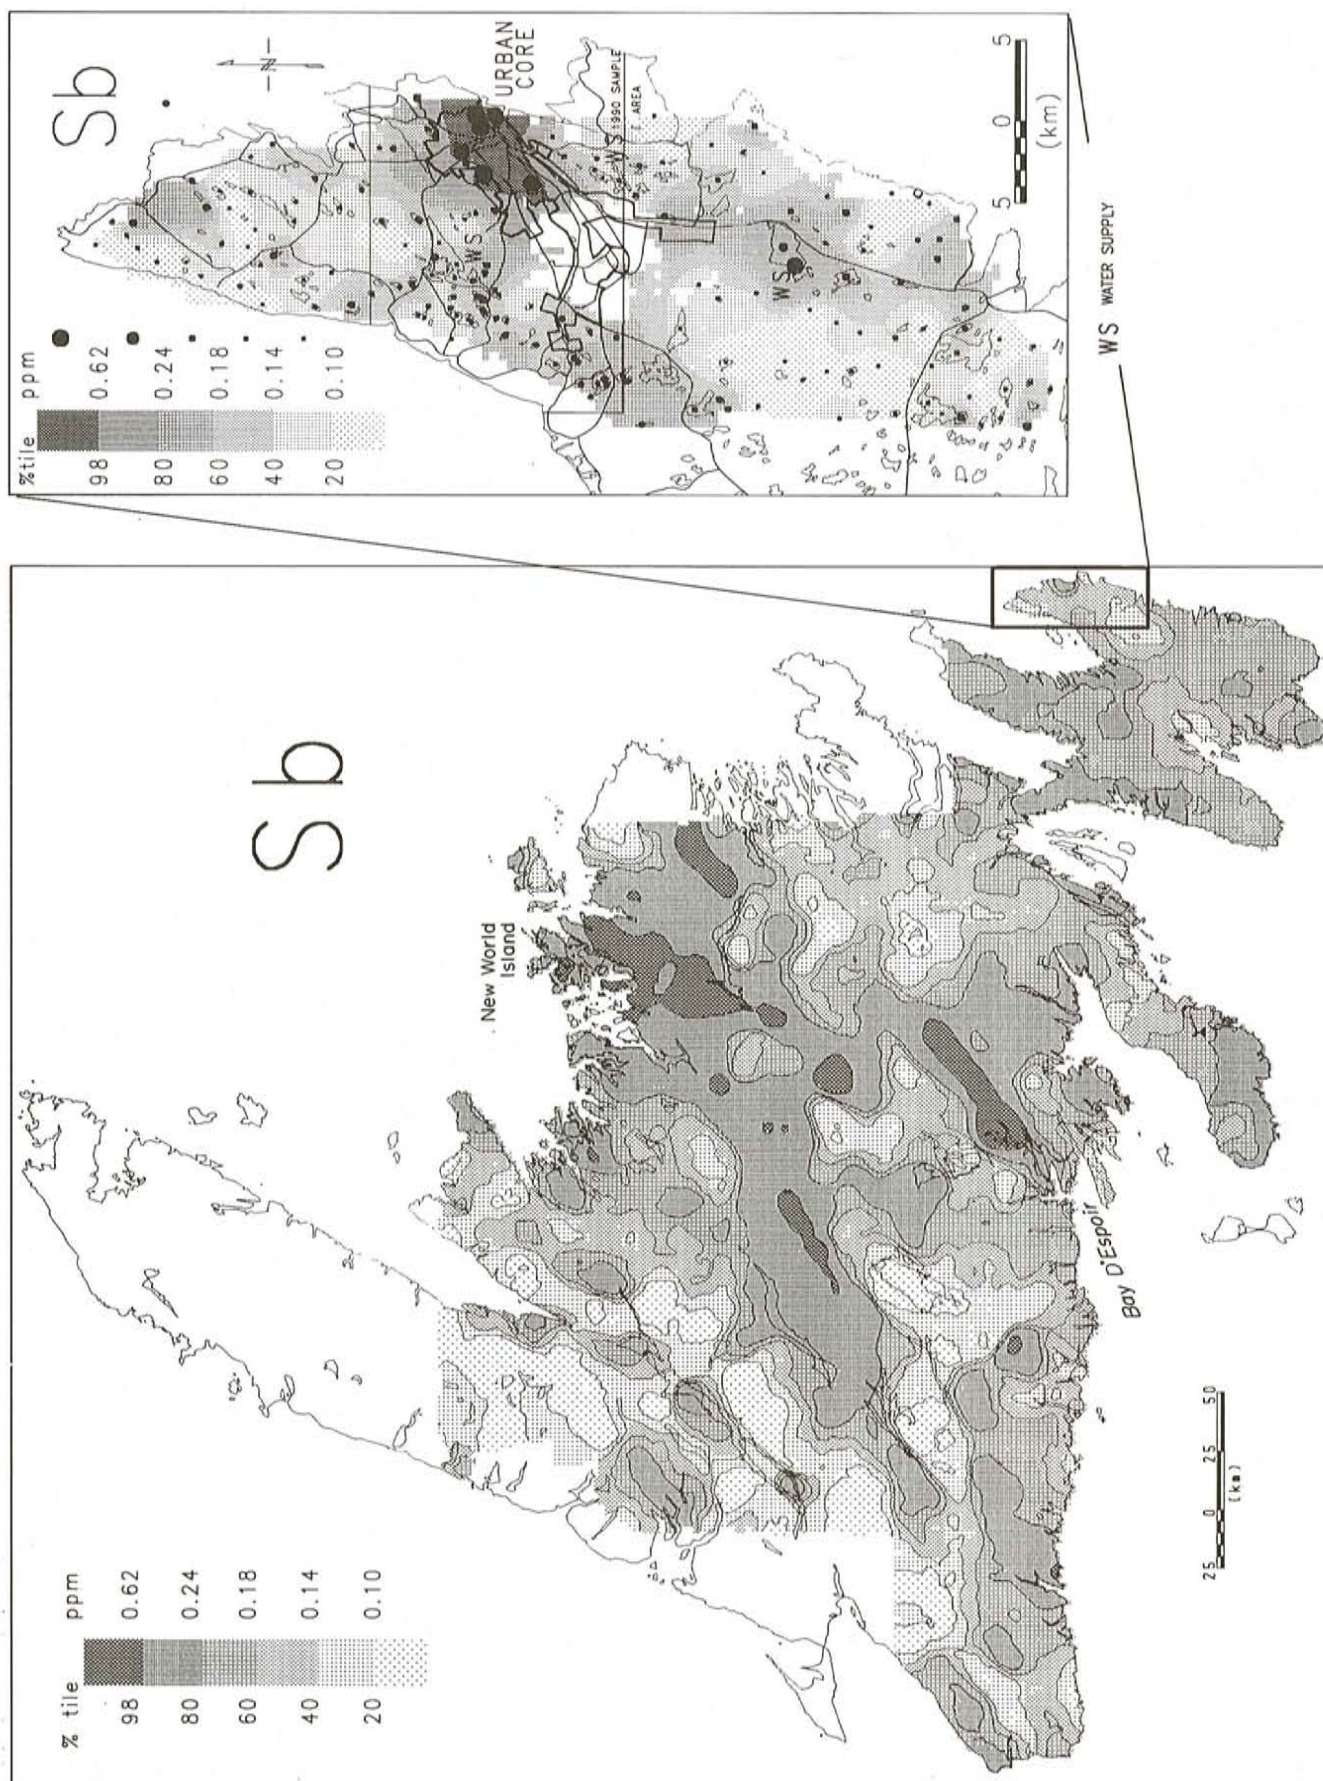 Sb
N
URBAN
CORE
%tile ppm
98 0.62
80 0.24
60 0.18
40 0.14
20 0.10
WS
WS
1990 SAMPLE
AREA
WS
5 0 5
(km)
WS WATER SUPPLY
Sb
New World
Island
% tile ppm
98 0.62
80 0.24
60 0.18
40 0.14
20 0.10
Bay D'Espoir
25 0 25 50
(km)